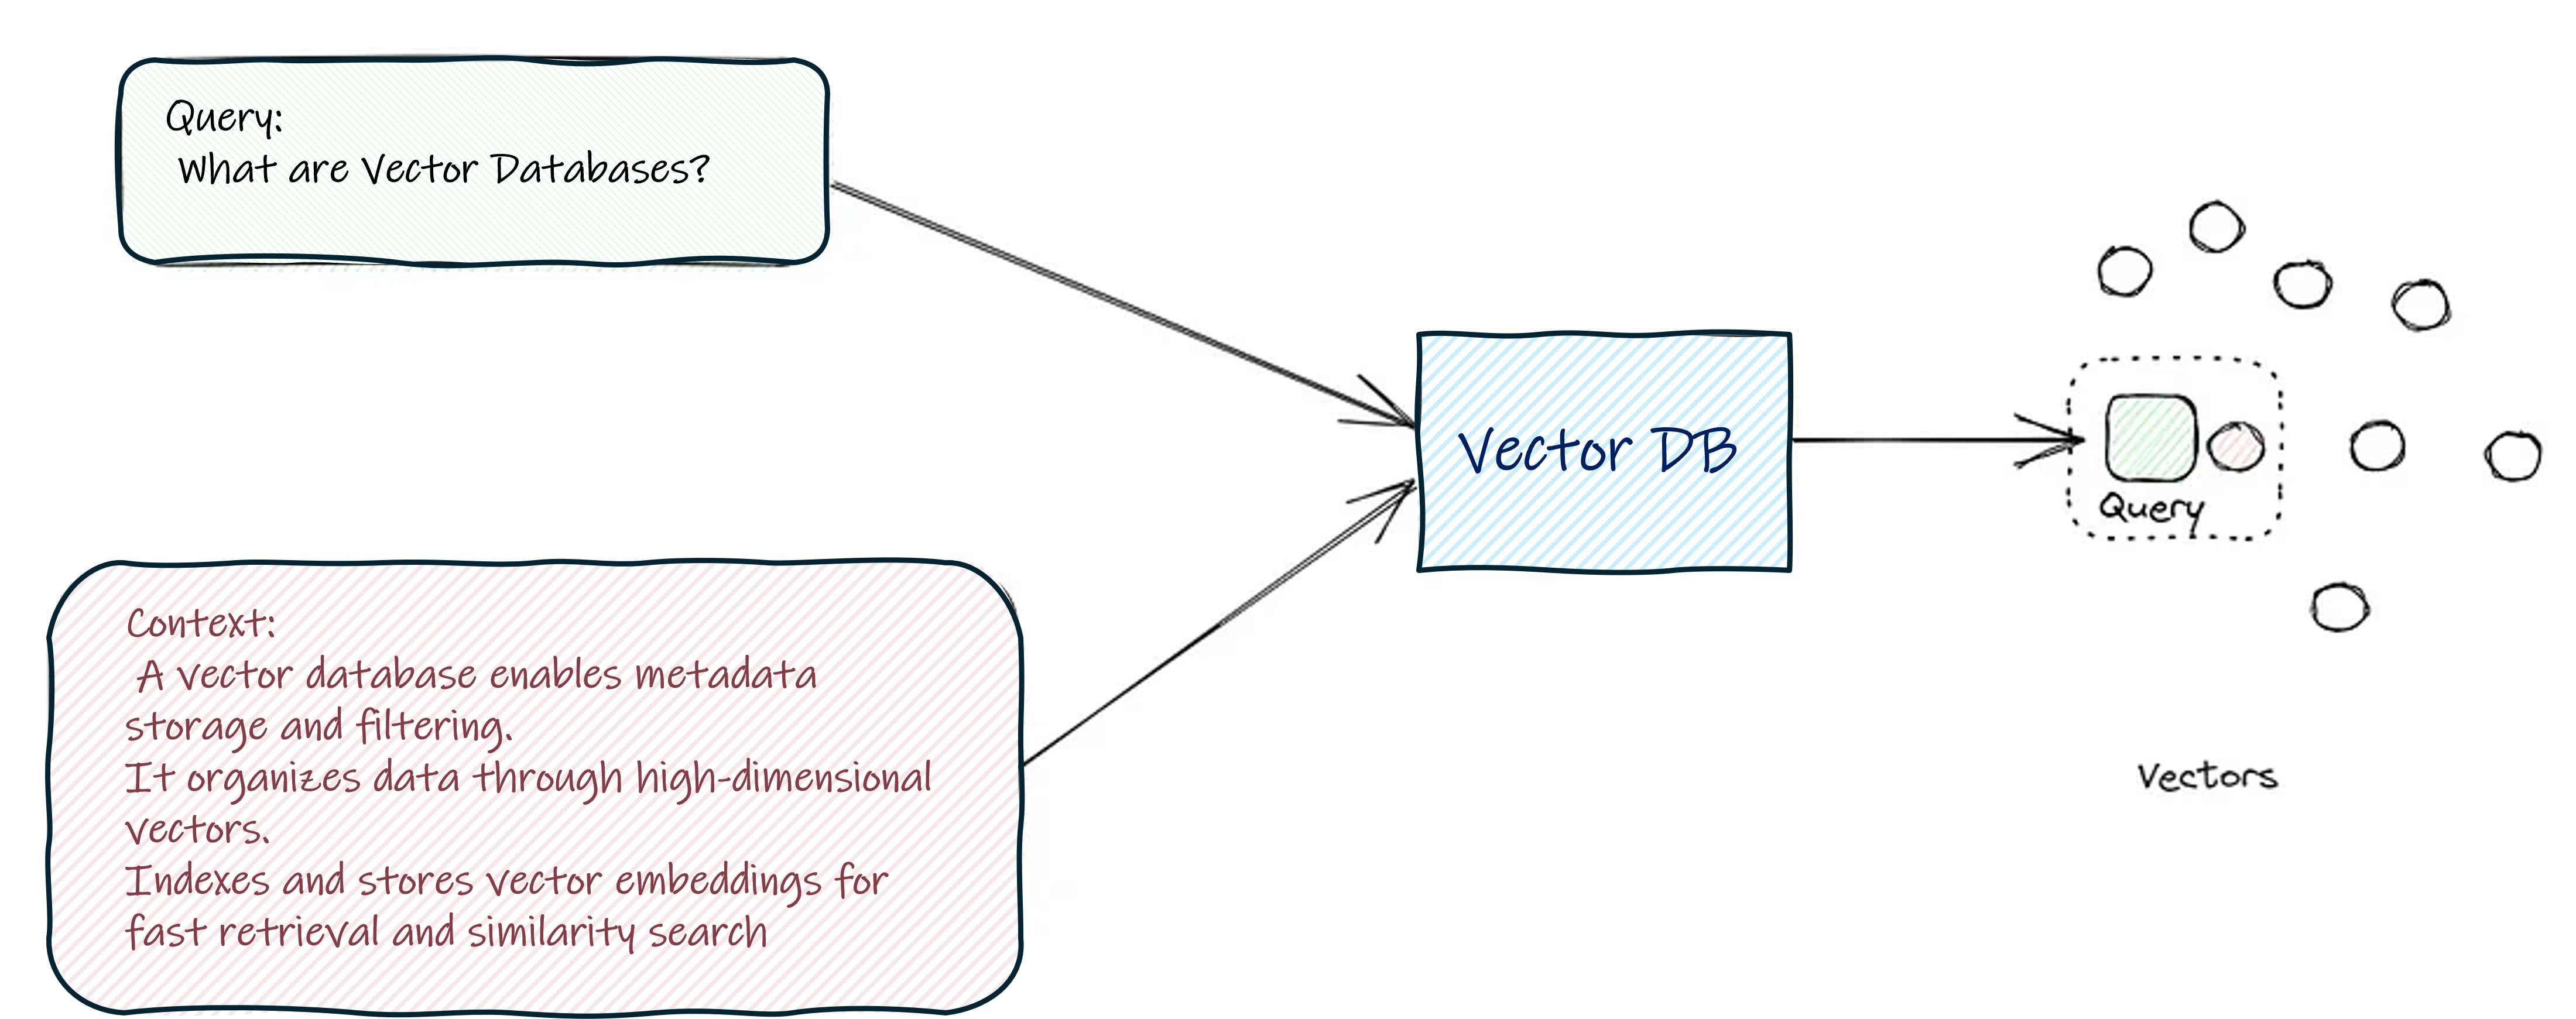 Query:
What are Vector Databases?
Vector DB
Query
Context:
A vector database enables metadata
storage and filtering.
It organizes data through high-dimensional
vectors.
Indexes and stores vector embeddings for
fast retrieval and similarity search
Vectors